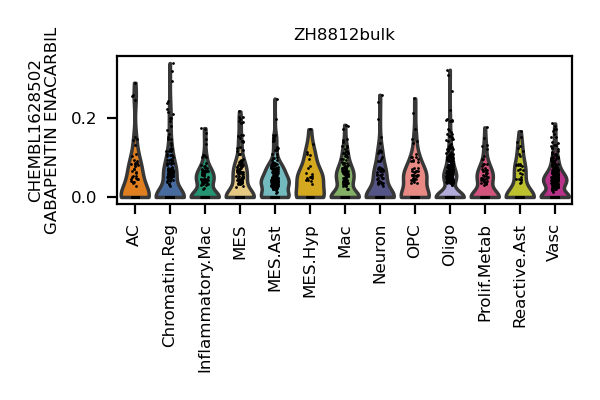 ZH8812bulk
CHEMBL1628502
GABAPENTIN ENACARBIL
0.2
0.0
AC
Chromatin.Reg
Inflammatory.Mac
MES
MES.Ast
MES.Hyp
Mac
Neuron
OPC
Oligo
Prolif.Metab
Reactive.Ast
Vasc